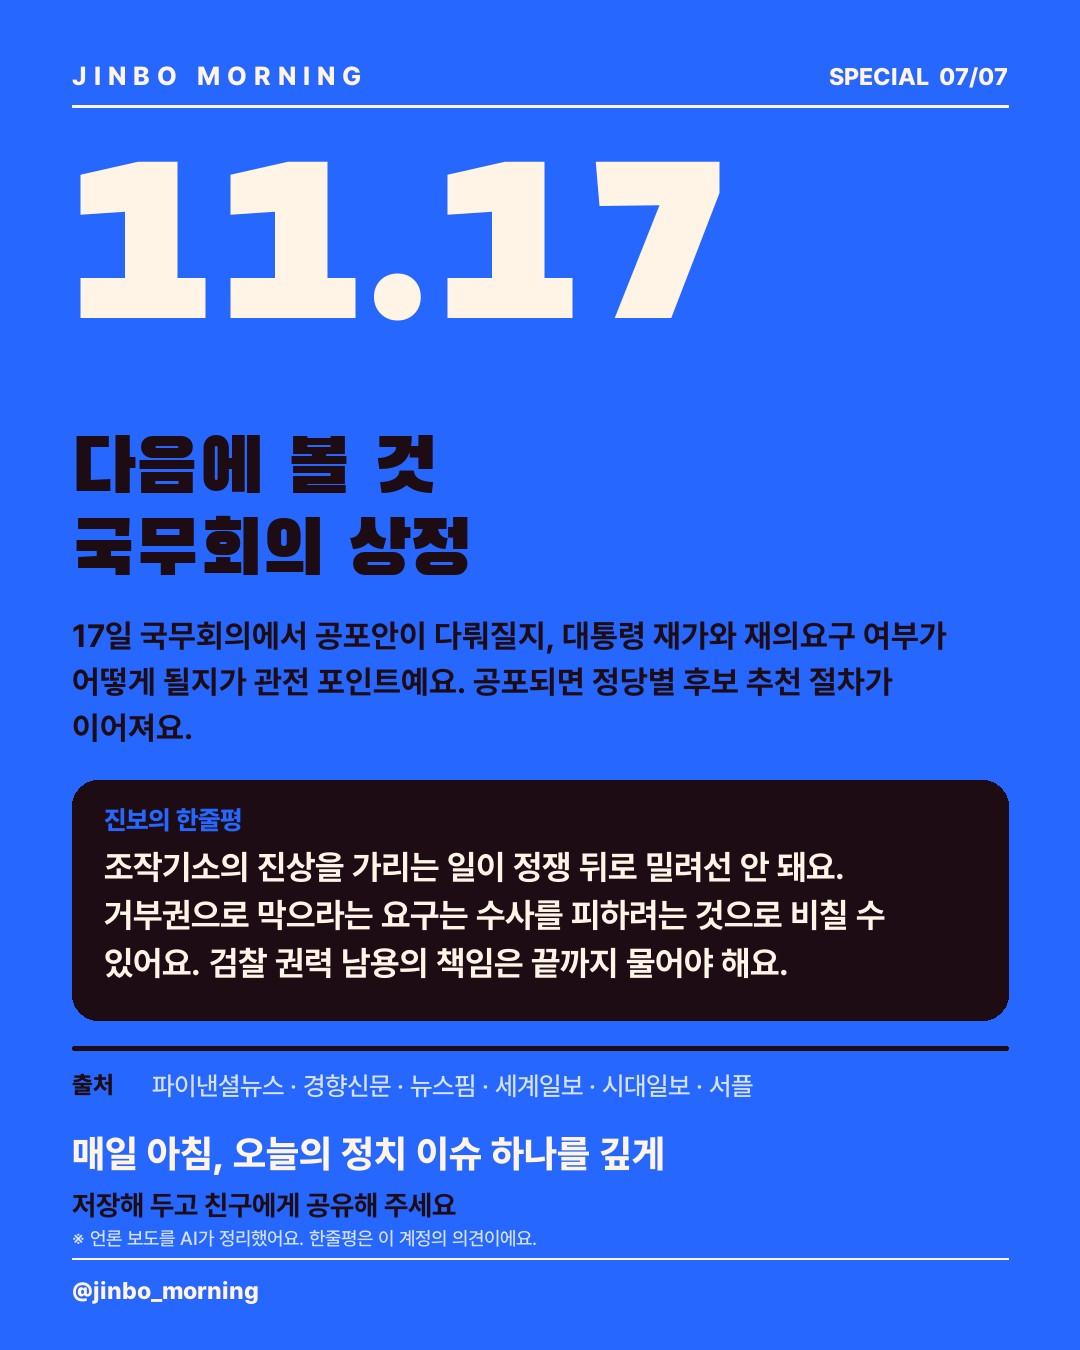 JINBO MORNING
SPECIAL 07/07
11.17
다음에 볼 것
국무회의 상정
17일 국무회의에서 공포안이 다뤄질지, 대통령 재가와 재의요구 여부가
어떻게 될지가 관전 포인트예요. 공포되면 정당별 후보 추천 절차가
이어져요.
진보의 한줄평
조작기소의 진상을 가리는 일이 정쟁 뒤로 밀려선 안 돼요.
거부권으로 막으라는 요구는 수사를 피하려는 것으로 비칠 수
있어요. 검찰 권력 남용의 책임은 끝까지 물어야 해요.
출처 파이낸셜뉴스 · 경향신문 · 뉴스핌 · 세계일보 · 시대일보 · 서플
매일 아침, 오늘의 정치 이슈 하나를 깊게
저장해 두고 친구에게 공유해 주세요
※ 언론 보도를 AI가 정리했어요. 한줄평은 이 계정의 의견이에요.
@jinbo_morning